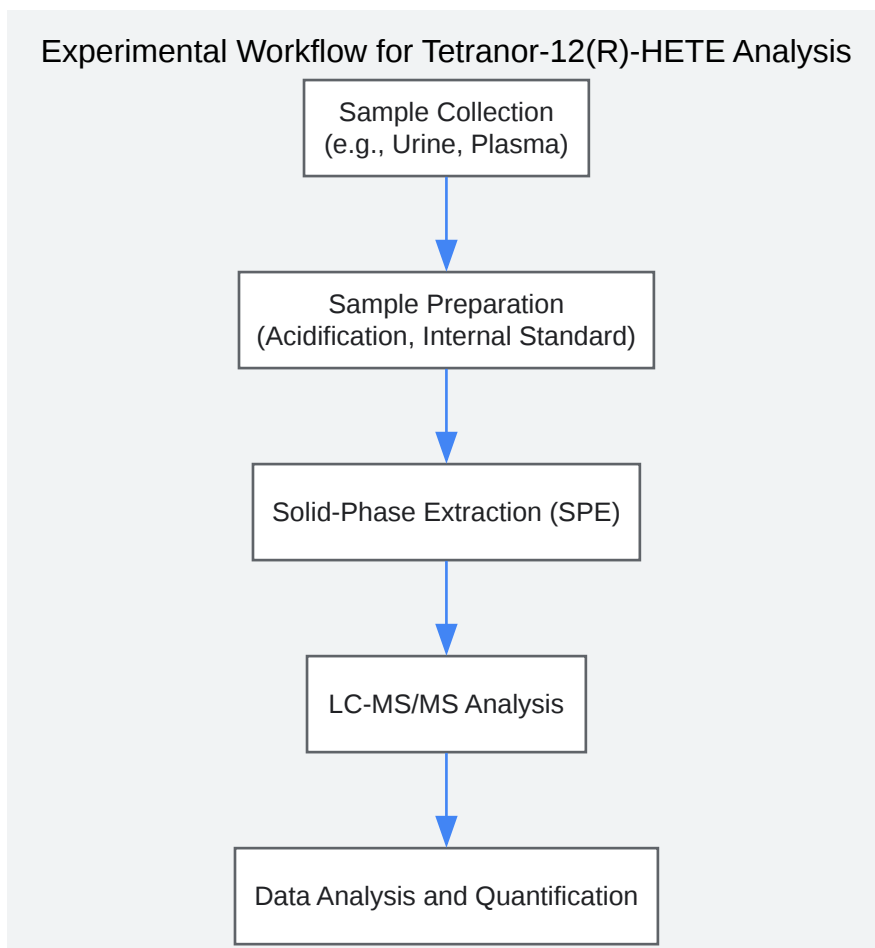 Experimental Workflow for Tetranor-12(R)-HETE Analysis
Sample Collection
(e.g., Urine, Plasma)
Sample Preparation
(Acidification, Internal Standard)
Solid-Phase Extraction (SPE)
LC-MS/MS Analysis
Data Analysis and Quantification